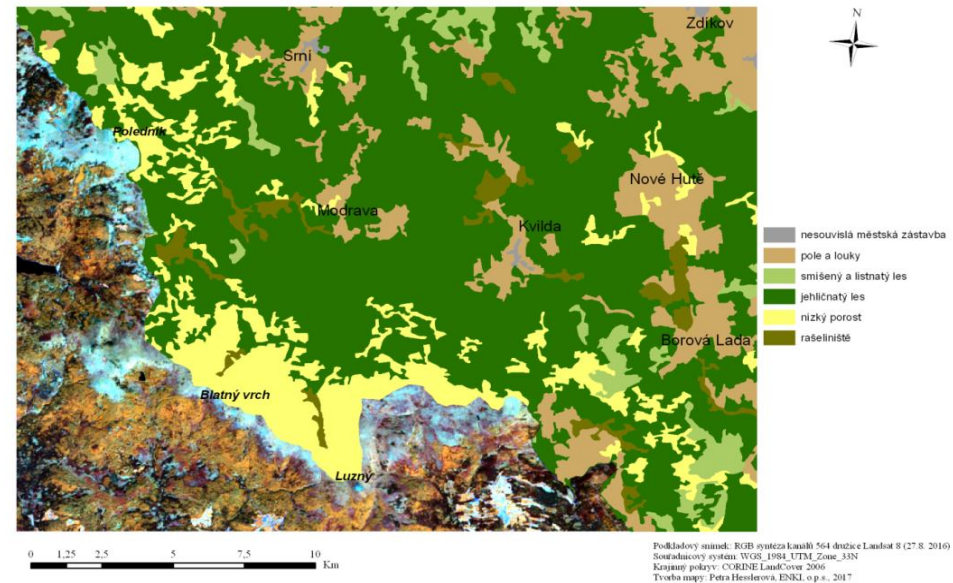 Zdíkov
N
Srní
Poledník
Nové Hutě
Modrava
Kvilda
nesouvislá městská zástavba
pole a louky
smíšený a listnatý les
jehličnatý les
nízký porost
rašeliniště
Borová Lada
Blatný vrch
Luzný
0 1,25 2,5 5 7,5 10
Km
Podkladový snímek: RGB syntéza kanálů 564 družice Landsat 8 (27.8. 2016)
Souřadnicový systém: WGS_1984_UTM_Zone_33N
Krajinný pokryv: CORINE LandCover 2006
Tvorba mapy: Petra Hesslerová, ENKI, o.p.s., 2017